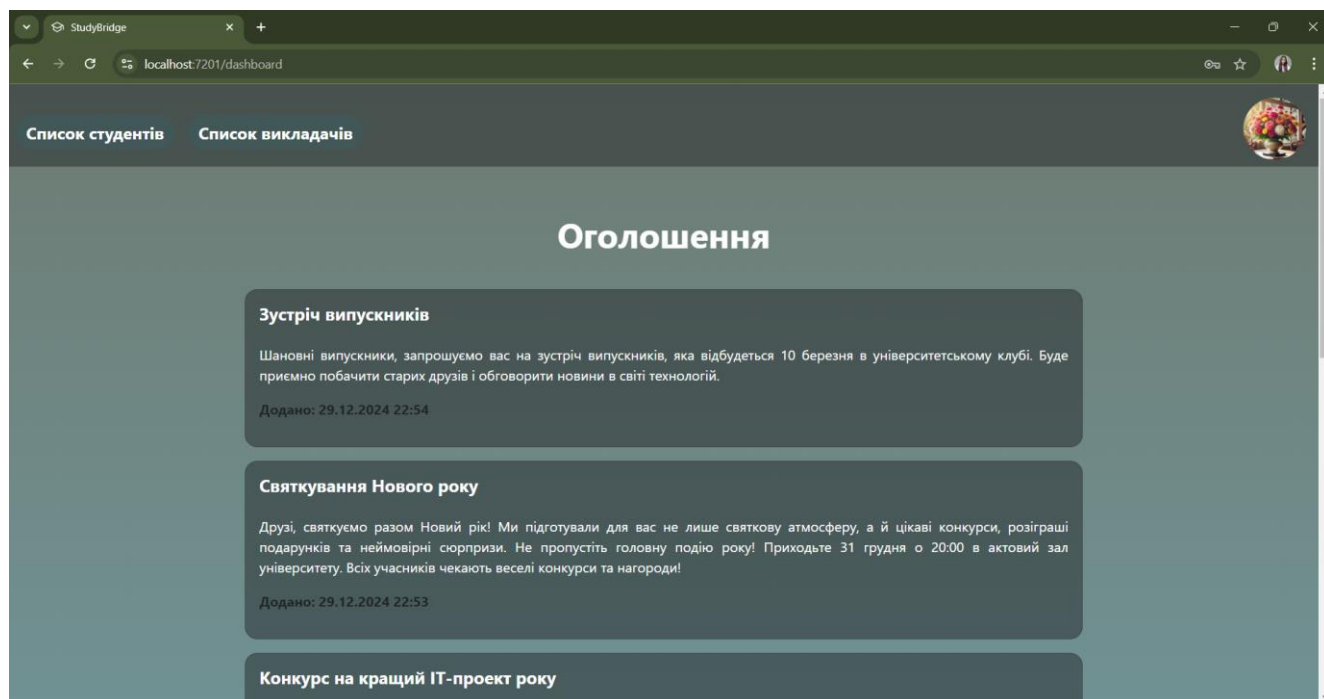 StudyBridge
localhost:7201/dashboard
Список студентів Список викладачів
Оголошення
Зустріч випускників
Шановні випускники, запрошуємо вас на зустріч випускників, яка відбудеться 10 березня в університетському клубі. Буде
приємно побачити старих друзів і обговорити новини в світі технологій.
Додано: 29.12.2024 22:54
Святкування Нового року
Друзі, святкуємо разом Новий рік! Ми підготували для вас не лише святкову атмосферу, а й цікаві конкурси, розіграші
подарунків та неймовірні сюрпризи. Не пропустіть головну подію року! Приходьте 31 грудня о 20:00 в актовий зал
університету. Всіх учасників чекають веселі конкурси та нагороди!
Додано: 29.12.2024 22:53
Конкурс на кращий ІТ-проект року